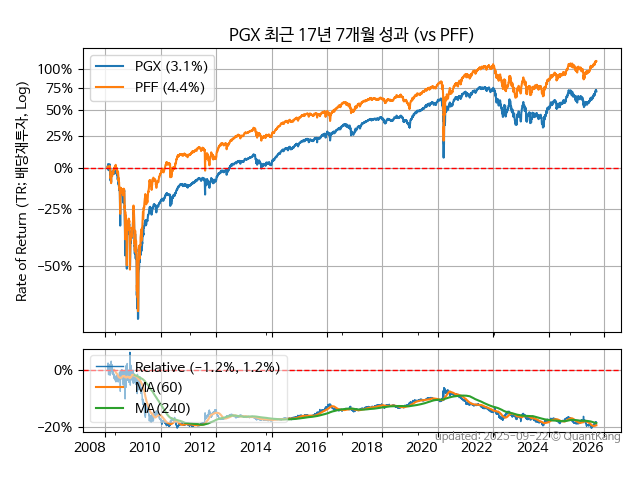 PGX 최근 17년 7개월 성과 (vs PFF)
Rate of Return (TR; 배당재투자, Log)
100%
75%
50%
25%
0%
−25%
−50%
PGX (3.1%)
PFF (4.4%)
0%
−20%
Relative (−1.2%, 1.2%)
MA(60)
MA(240)
2008 2010 2012 2014 2016 2018 2020 2022 2024 2026
Updated: 2025-09-22 © QuantKang